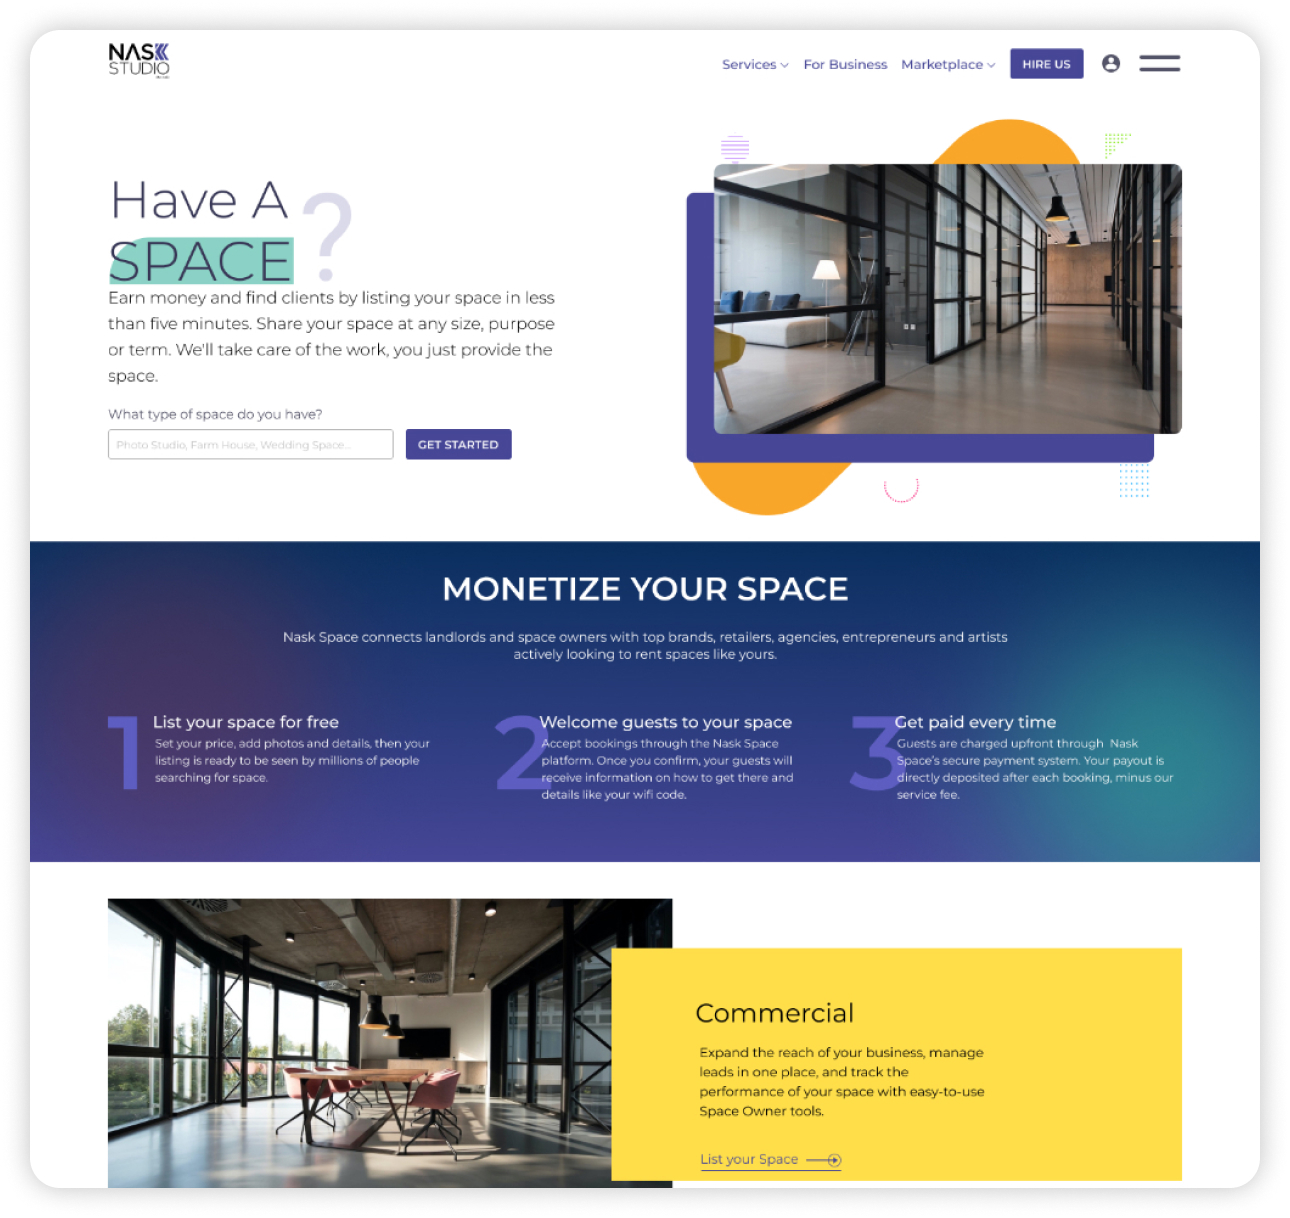 NASK
STUDIO
Services
For Business
Marketplace
HIRE US
Have A
SPACE
?
Earn money and find clients by listing your space in less
than five minutes. Share your space at any size, purpose
or term. We'll take care of the work, you just provide the
space.
What type of space do you have?
Photo Studio, Farm House, Wedding Space...
GET STARTED
MONETIZE YOUR SPACE
Nask Space connects landlords and space owners with top brands, retailers, agencies, entrepreneurs and artists
actively looking to rent spaces like yours.
1
List your space for free
Set your price, add photos and details, then your
listing is ready to be seen by millions of people
searching for space.
2
Welcome guests to your space
Accept bookings through the Nask Space
platform. Once you confirm, your guests will
receive information on how to get there and
details like your wifi code.
3
Get paid every time
Guests are charged upfront through Nask
Space's secure payment system. Your payout is
directly deposited after each booking, minus our
service fee.
Commercial
Expand the reach of your business, manage
leads in one place, and track the
performance of your space with easy-to-use
Space Owner tools.
List your Space